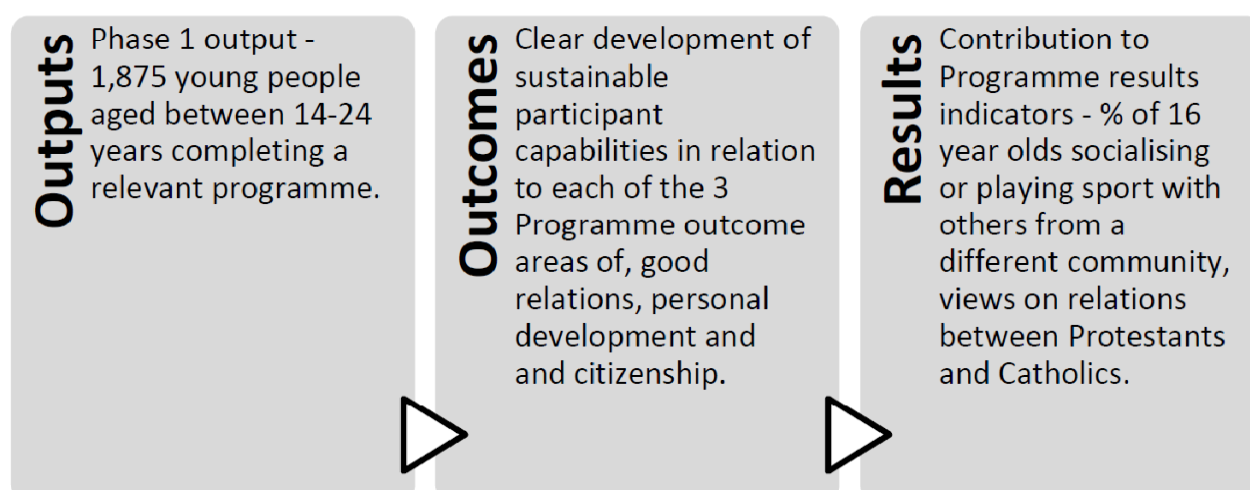 Outputs
Phase 1 output -
1,875 young people
aged between 14-24
years completing a
relevant programme.
Outcomes
Clear development of
sustainable
participant
capabilities in relation
to each of the 3
Programme outcome
areas of, good
relations, personal
development and
and citizenship.
Results
Contribution to
Programme results
indicators - % of 16
year olds socialising
or playing sport with
others from a
different community,
views on relations
between Protestants
and Catholics.